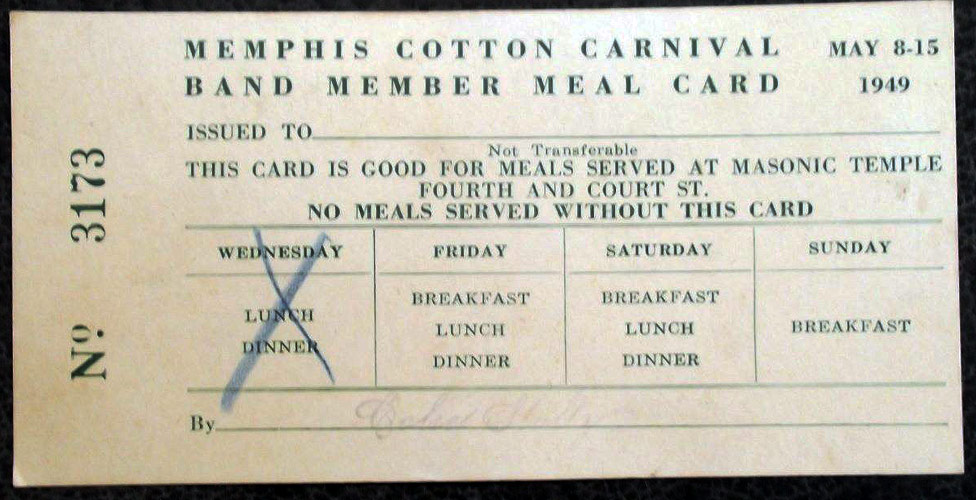 MEMPHIS COTTON CARNIVAL MAY 8-15
BAND MEMBER MEAL CARD 1949
ISSUED TO
Not Transferable
THIS CARD IS GOOD FOR MEALS SERVED AT MASONIC TEMPLE
FOURTH AND COURT ST.
NO MEALS SERVED WITHOUT THIS CARD
WEDNESDAY FRIDAY SATURDAY SUNDAY
BREAKFAST BREAKFAST
LUNCH LUNCH LUNCH BREAKFAST
DINNER DINNER DINNER
By
Nº. 3173